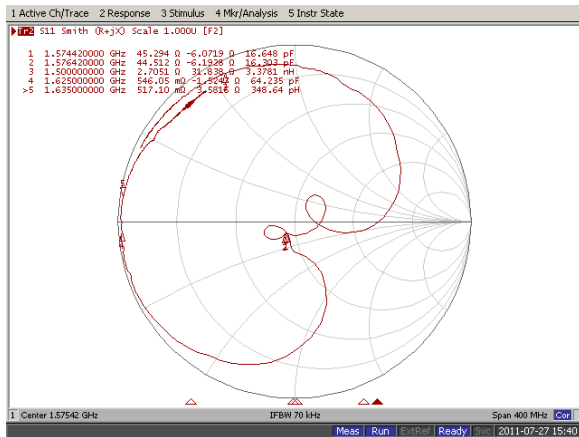 1 Active Ch/Trace 2 Response 3 Stimulus 4 Mkr/Analysis 5 Instr State
Tr2 S11 Smith (R+jX) Scale 1.000U [F2]
1 1.574420000 GHz 45.294 Ω -6.0719 Ω 16.648 pF
2 1.576420000 GHz 44.512 Ω -6.1928 Ω 16.303 pF
3 1.500000000 GHz 2.7051 Ω 31.838 Ω 3.3781 nH
4 1.625000000 GHz 546.05 mΩ -1.5247 Ω 64.235 pF
>5 1.635000000 GHz 517.10 mΩ 3.5816 Ω 348.64 pH
1 Center 1.57542 GHz IFBW 70 kHz Span 400 MHz Cor
Meas Run ExtRef Ready Svc 2011-07-27 15:40